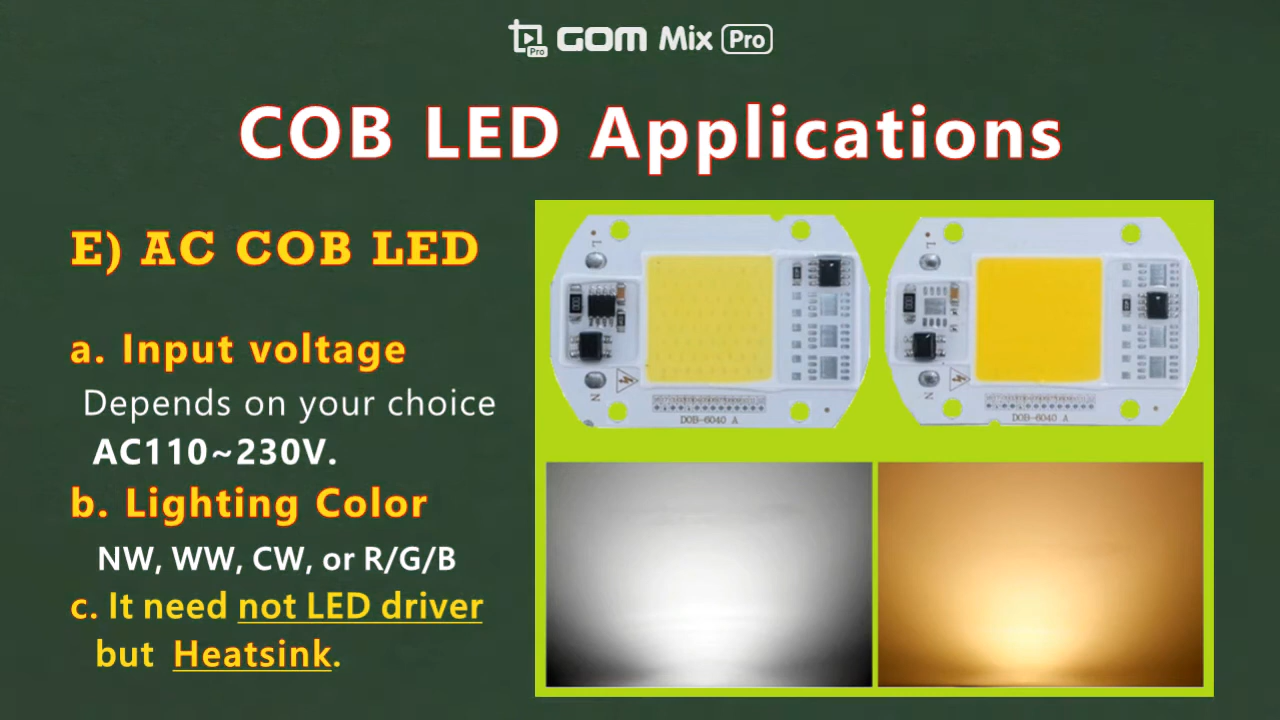 Pro GOM Mix Pro
COB LED Applications
E) AC COB LED
a. Input voltage
Depends on your choice
AC110~230V.
b. Lighting Color
NW, WW, CW, or R/G/B
c. It need not LED driver
but Heatsink.
L
N
DOB-6040 A
L
N
DOB-6040 A